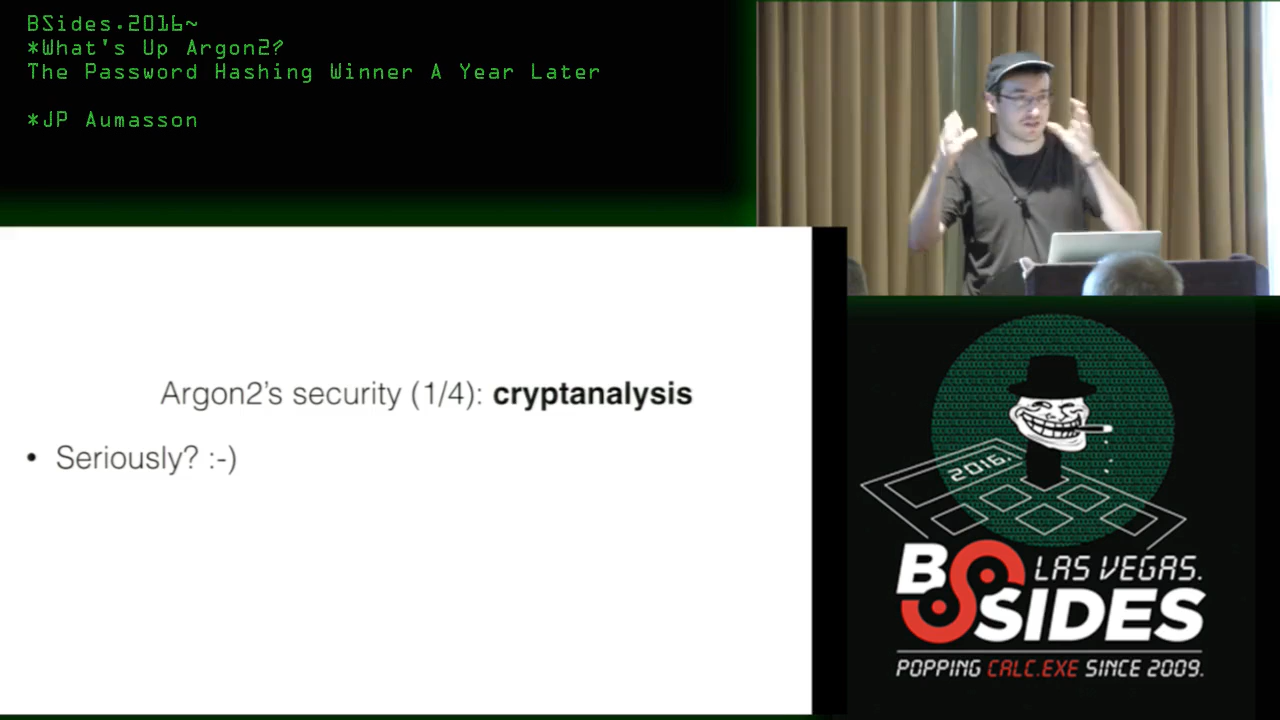 BSides.2016~
*What's Up Argon2?
The Password Hashing Winner A Year Later
*JP Aumasson
Argon2's security (1/4): cryptanalysis
• Seriously? :-)
2016.
BSIDES
LAS VEGAS.
POPPING CALC.EXE SINCE 2009.